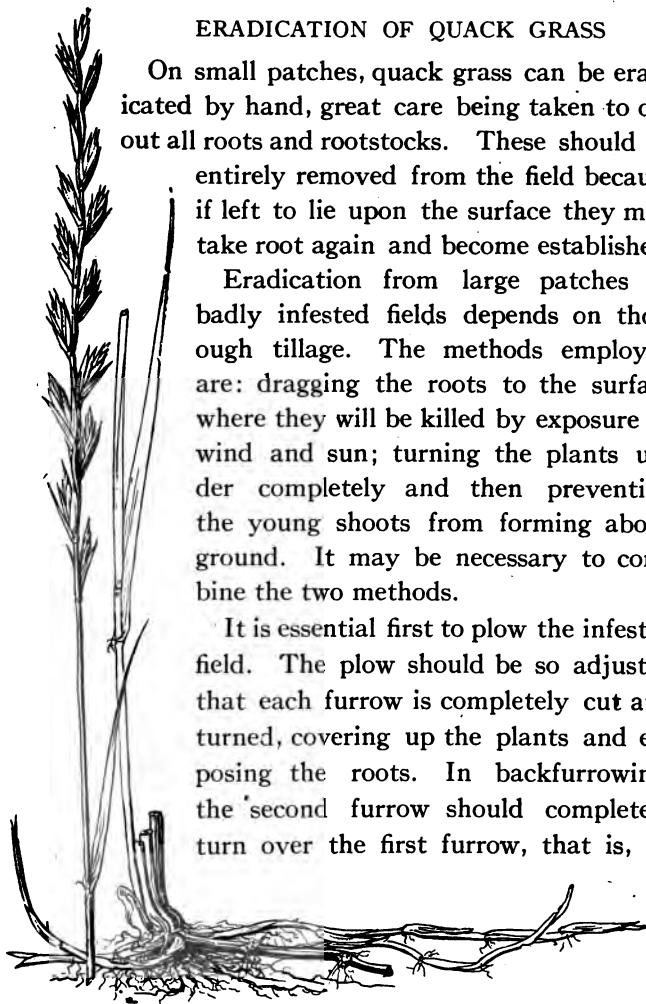 ERADICATION OF QUACK GRASS
On small patches, quack grass can be era
icated by hand, great care being taken to
out all roots and rootstocks. These should
entirely removed from the field becau
if left to lie upon the surface they m
take root again and become establishe
Eradication from large patches
badly infested fields depends on tho
ough tillage. The methods employ
are: dragging the roots to the surfa
where they will be killed by exposure
wind and sun; turning the plants u
der completely and then preventi
the young shoots from forming abo
ground. It may be necessary to co
bine the two methods.
It is essential first to plow the infest
field. The plow should be so adjust
that each furrow is completely cut a
turned, covering up the plants and e
posing the roots. In backfurrowin
the second furrow should complete
turn over the first furrow, that is,